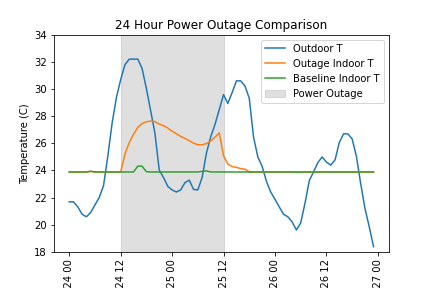 24 Hour Power Outage Comparison
Temperature (C)
34
32
30
28
26
24
22
20
18
Outdoor T
Outage Indoor T
Baseline Indoor T
Power Outage
24 00
24 12
25 00
25 12
26 00
26 12
27 00